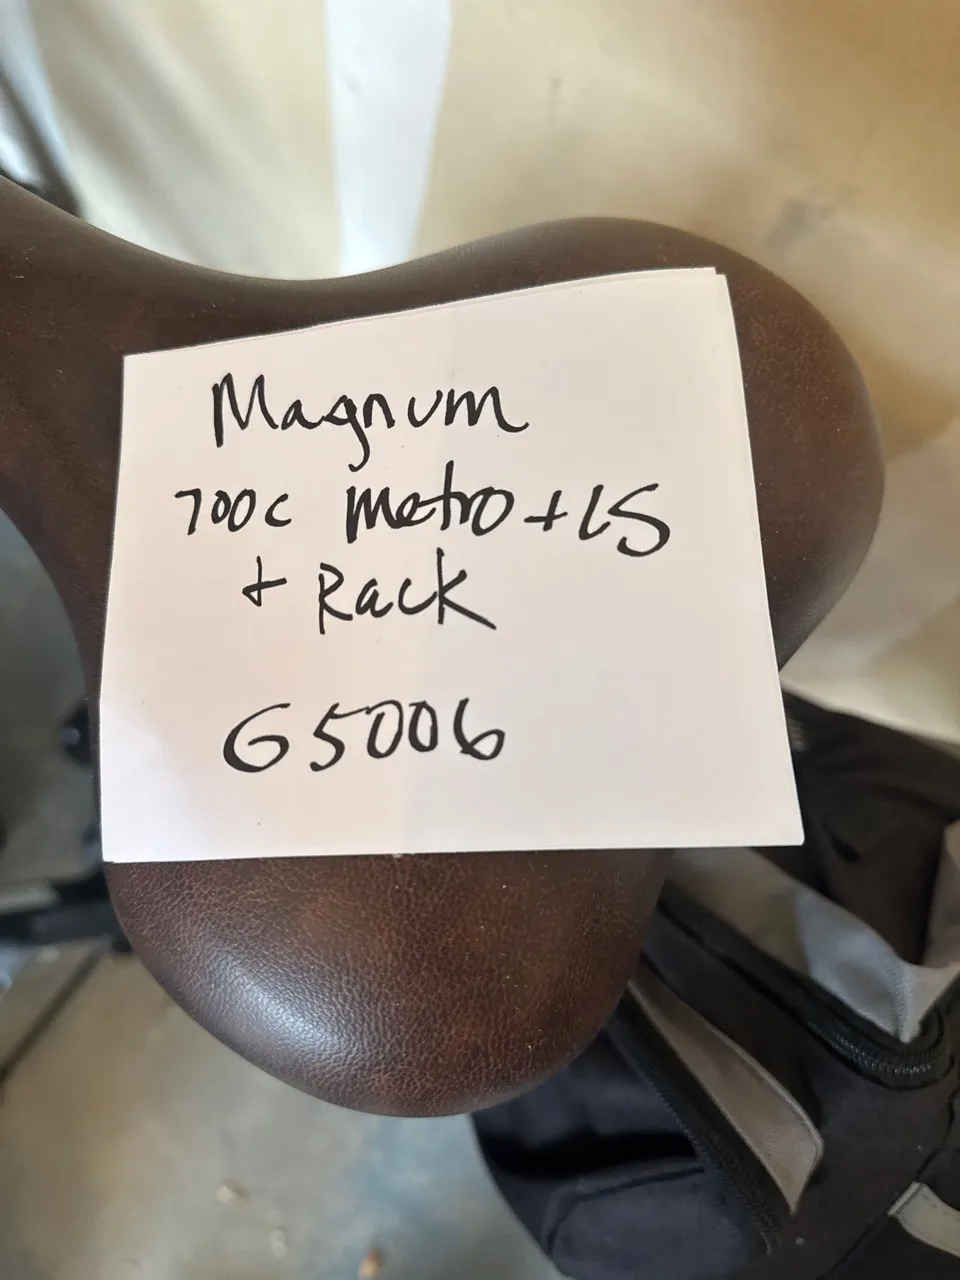 Magnum
700c Metro + LS
+ Rack
G5006